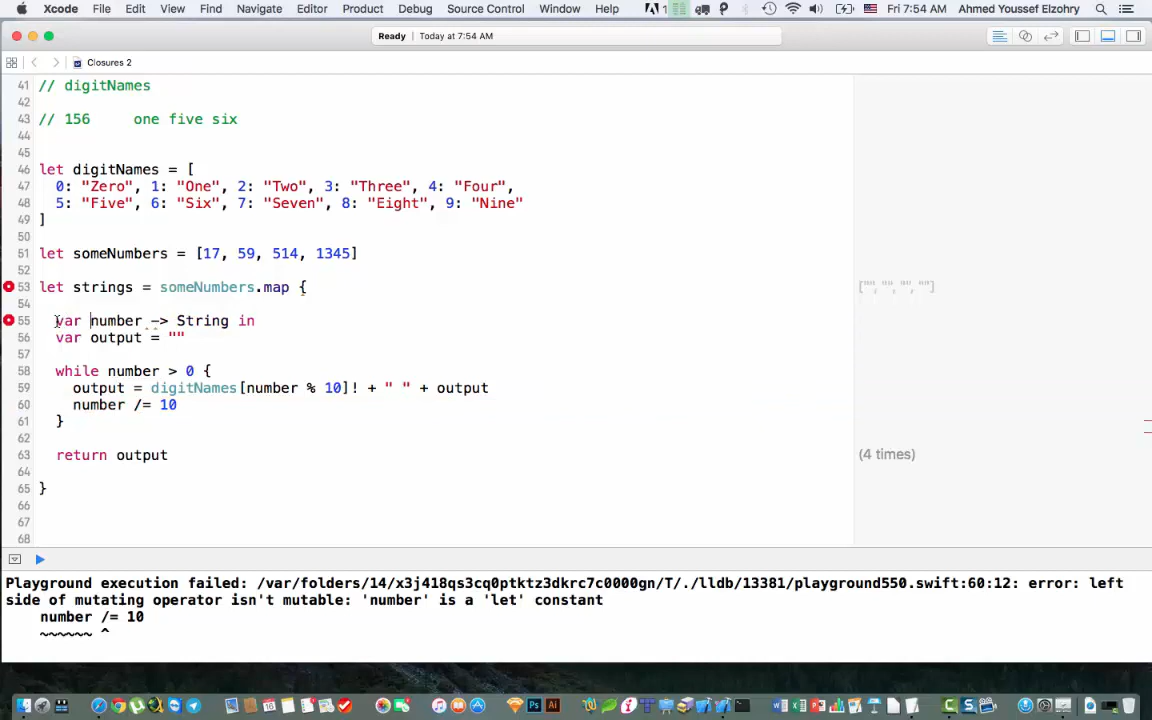 Xcode File Edit View Find Navigate Editor Product Debug Source Control Window Help 1 Fri 7:54 AM Ahmed Youssef Elzohry
Ready | Today at 7:54 AM
Closures 2
41 // digitNames
42
43 // 156 one five six
44
45
46 let digitNames = [
47 0: "Zero", 1: "One", 2: "Two", 3: "Three", 4: "Four",
48 5: "Five", 6: "Six", 7: "Seven", 8: "Eight", 9: "Nine"
49 ]
50
51 let someNumbers = [17, 59, 514, 1345]
52
53 let strings = someNumbers.map { ["", "", "", ""]
54
55 var number -> String in
56 var output = ""
57
58 while number > 0 {
59 output = digitNames[number % 10]! + " " + output
60 number /= 10
61 }
62
63 return output (4 times)
64
65 }
66
67
68
Playground execution failed: /var/folders/14/x3j418qs3cq0ptktz3dkrc7c0000gn/T/./lldb/13381/playground550.swift:60:12: error: left
side of mutating operator isn't mutable: 'number' is a 'let' constant
number /= 10
~~~~~~ ^